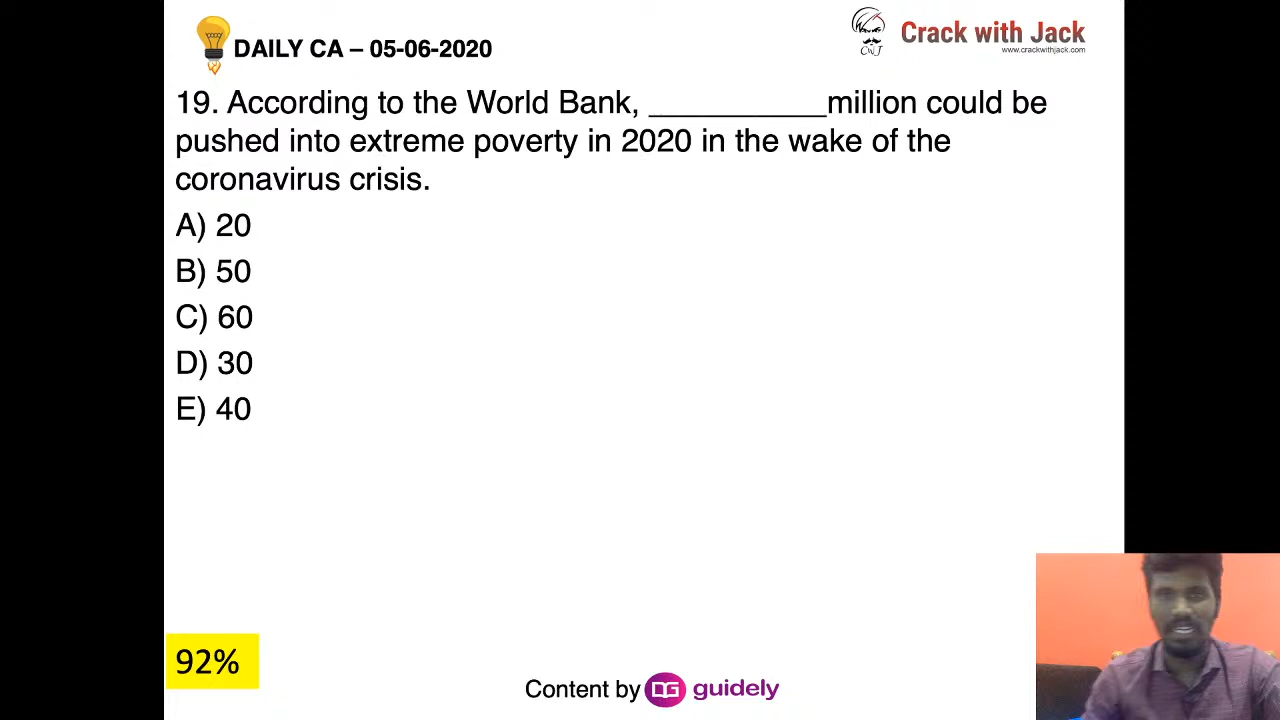 DAILY CA – 05-06-2020
Crack with Jack
www.crackwithjack.com
CWJ
19. According to the World Bank, ___________million could be
pushed into extreme poverty in 2020 in the wake of the
coronavirus crisis.
A) 20
B) 50
C) 60
D) 30
E) 40
92%
Content by DG guidely